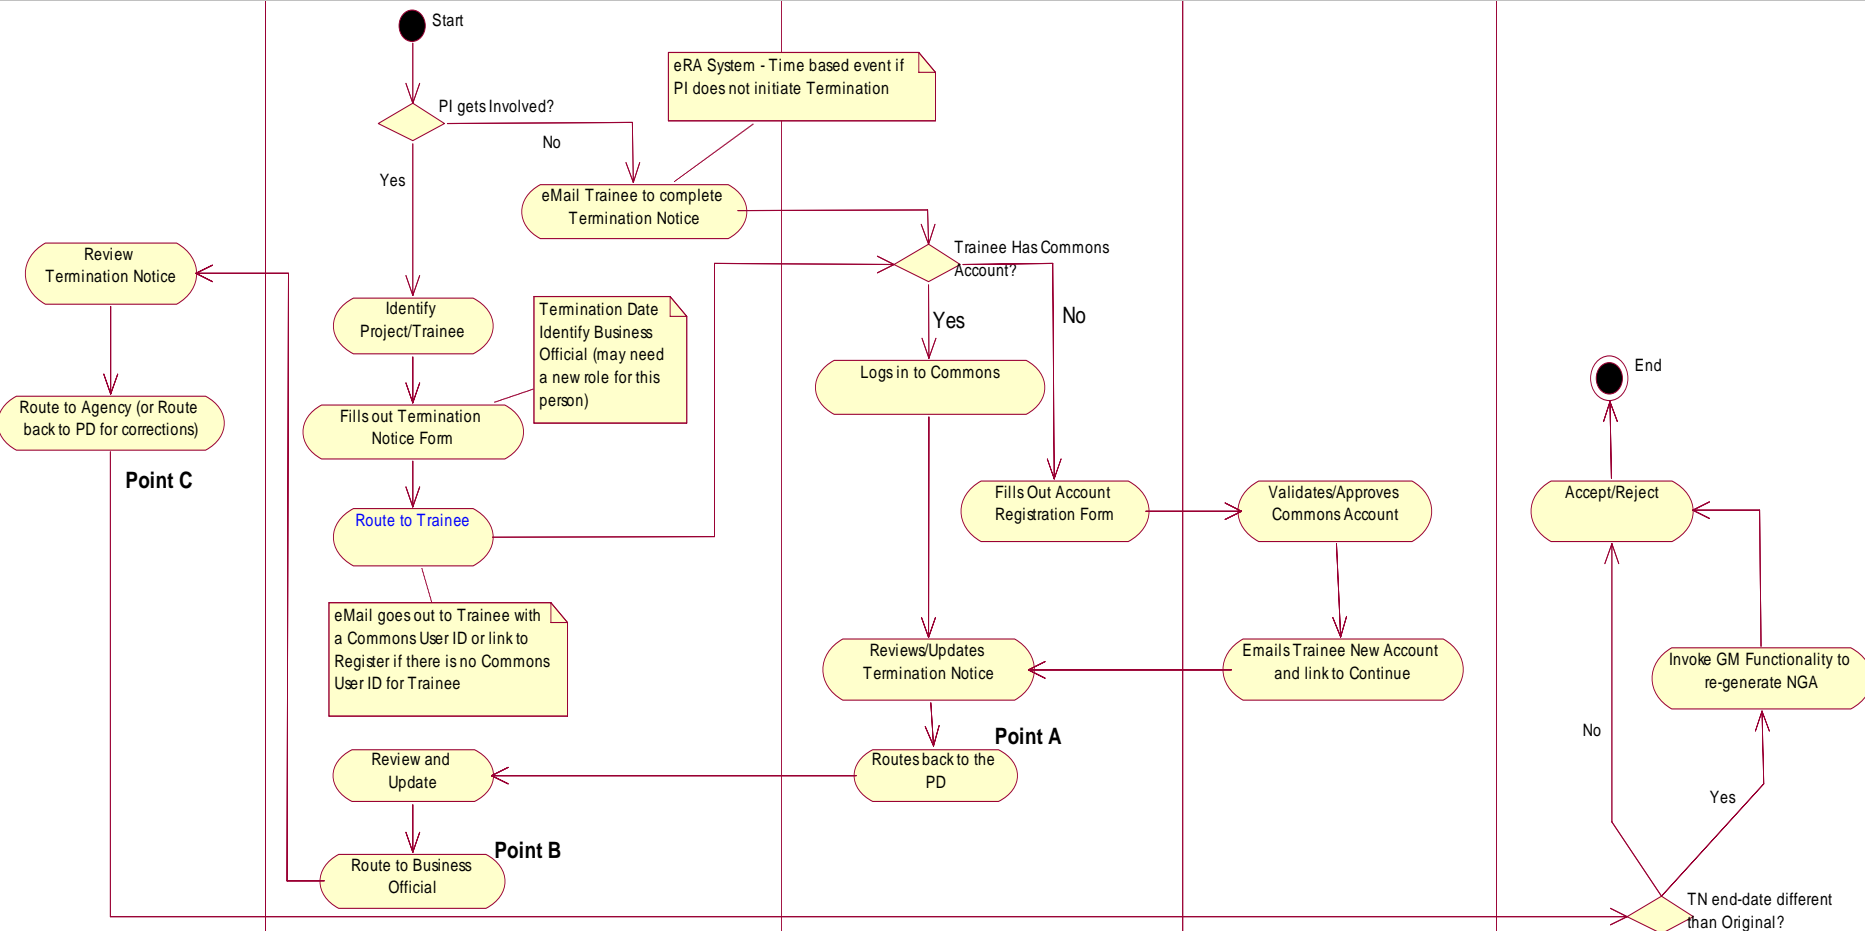 Start
eRA System - Time based event if
PI does not initiate Termination
PI gets Involved?
No
Yes
eMail Trainee to complete
Termination Notice
Trainee Has Commons
Account?
Review
Termination Notice
Identify
Project/Trainee
Termination Date
Identify Business
Official (may need
a new role for this
person)
Yes
No
Logs in to Commons
End
Route to Agency (or Route
back to PD for corrections)
Fills out Termination
Notice Form
Point C
Route to Trainee
Fills Out Account
Registration Form
Validates/Approves
Commons Account
Accept/Reject
eMail goes out to Trainee with
a Commons User ID or link to
Register if there is no Commons
User ID for Trainee
Reviews/Updates
Termination Notice
Emails Trainee New Account
and link to Continue
Invoke GM Functionality to
re-generate NGA
No
Point A
Review and
Update
Routes back to the
PD
Yes
Point B
Route to Business
Official
TN end-date different
than Original?